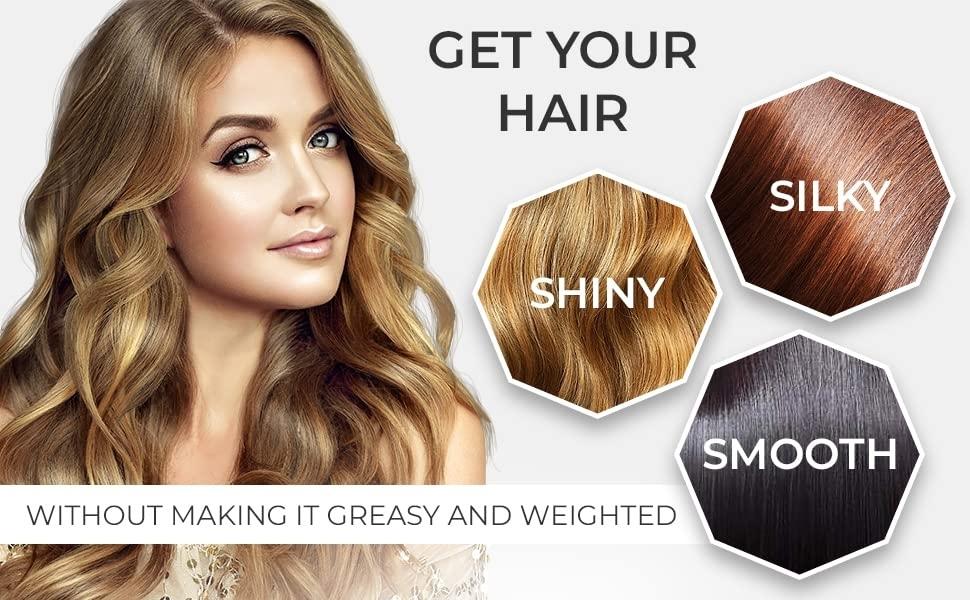 GET YOUR
HAIR
SILKY
SHINY
SMOOTH
WITHOUT MAKING IT GREASY AND WEIGHTED